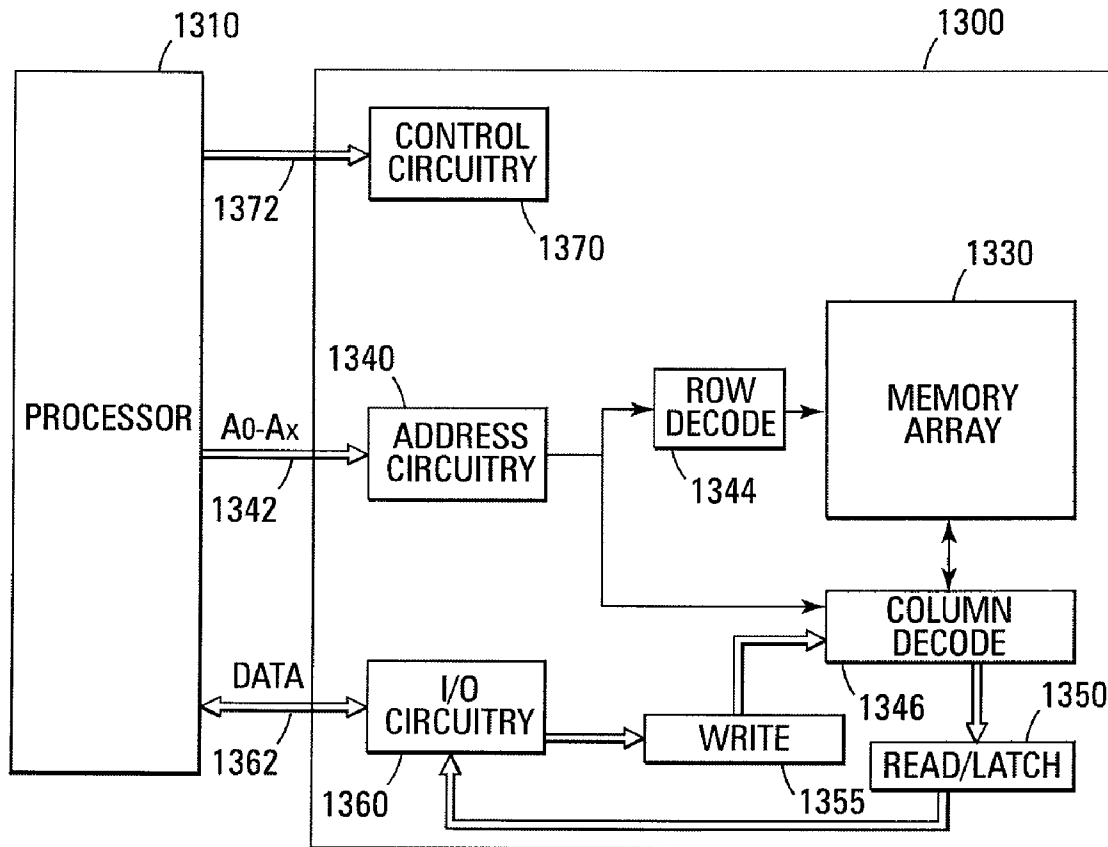 1310
1300
CONTROL
CIRCUITRY
1372
1370
1330
1340
ROW
DECODE
MEMORY
ARRAY
PROCESSOR
A0-AX
ADDRESS
CIRCUITRY
1344
1342
COLUMN
DECODE
DATA
I/O
CIRCUITRY
1346
1350
WRITE
READ/LATCH
1362
1360
1355